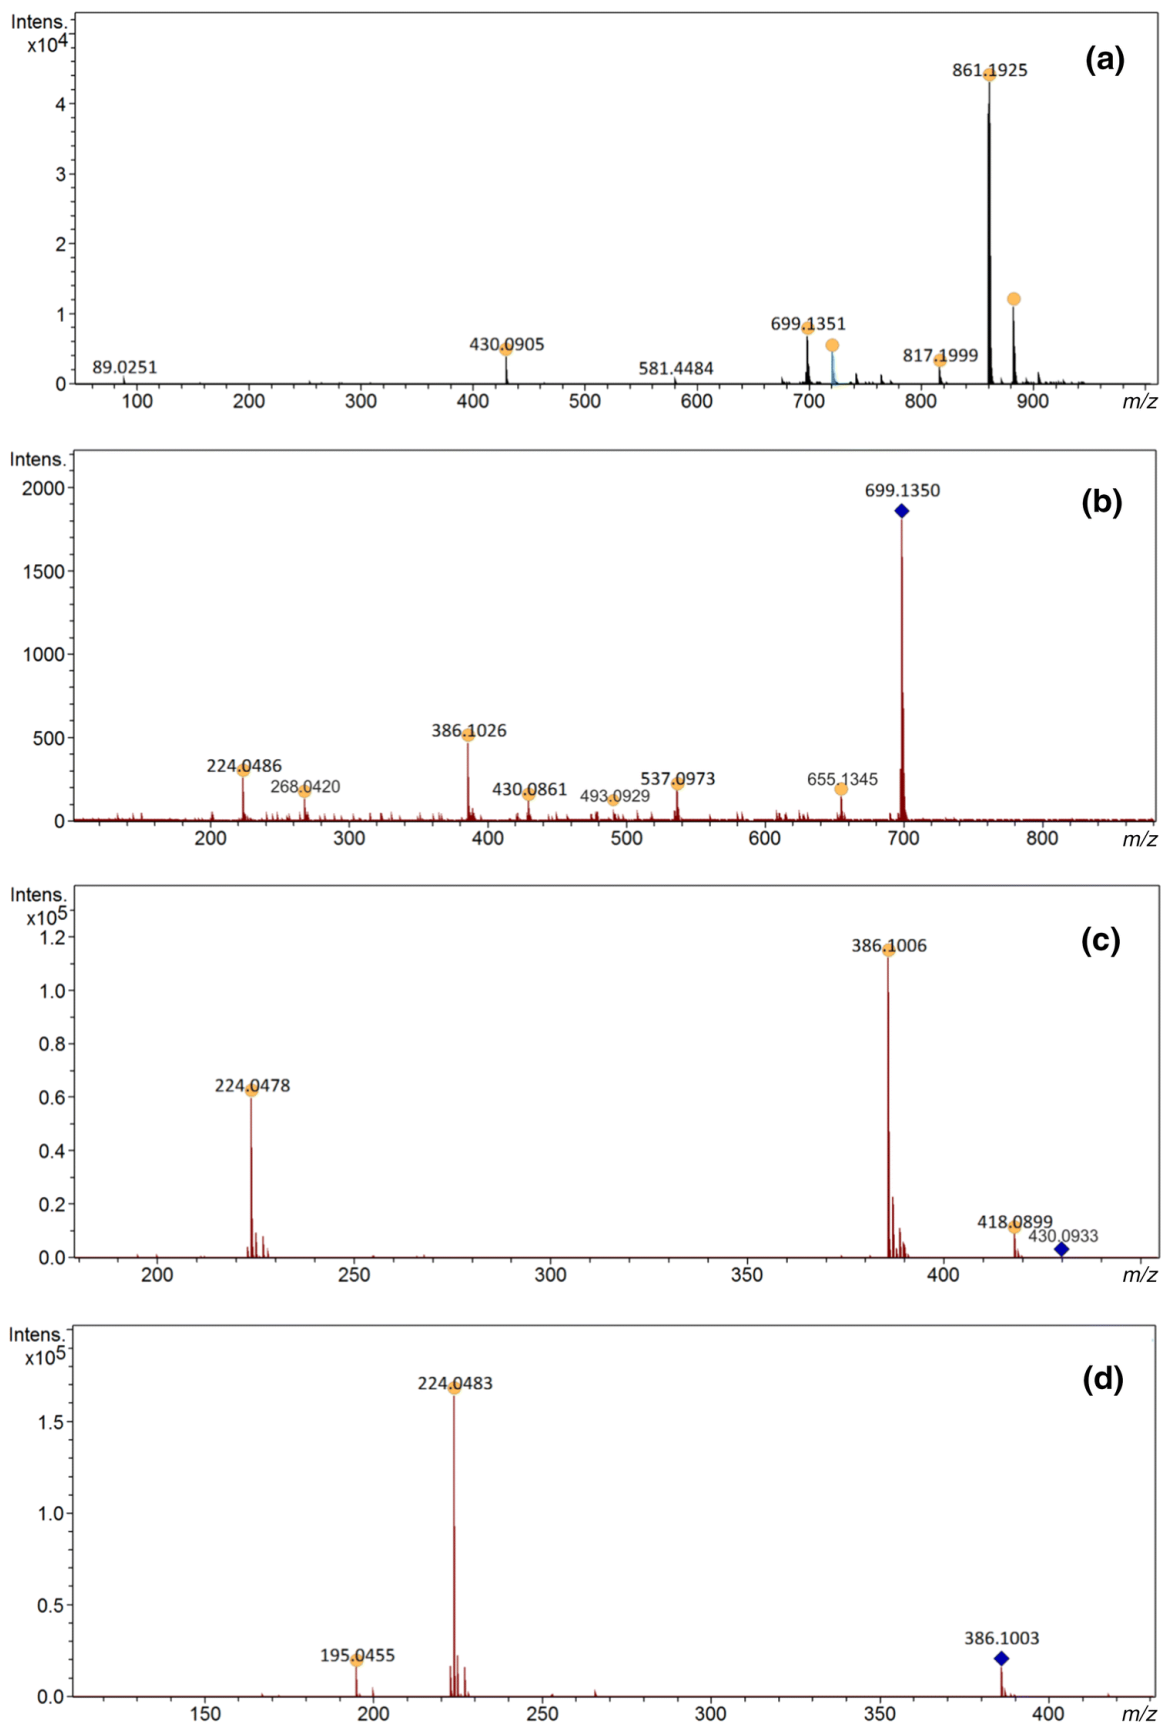 Intens.
x10⁴
(a)
861.1925
4
3
2
1
0
89.0251
430.0905
581.4484
699.1351
817.1999
100 200 300 400 500 600 700 800 900 m/z
Intens.
(b)
699.1350
2000
1500
1000
500
0
224.0486
268.0420
386.1026
430.0861
493.0929
537.0973
655.1345
200 300 400 500 600 700 800 m/z
Intens.
x10⁵
(c)
386.1006
1.2
1.0
0.8
0.6
0.4
0.2
0.0
224.0478
418.0899
430.0933
200 250 300 350 400 m/z
Intens.
x10⁵
(d)
224.0483
1.5
1.0
0.5
0.0
195.0455
386.1003
150 200 250 300 350 400 m/z